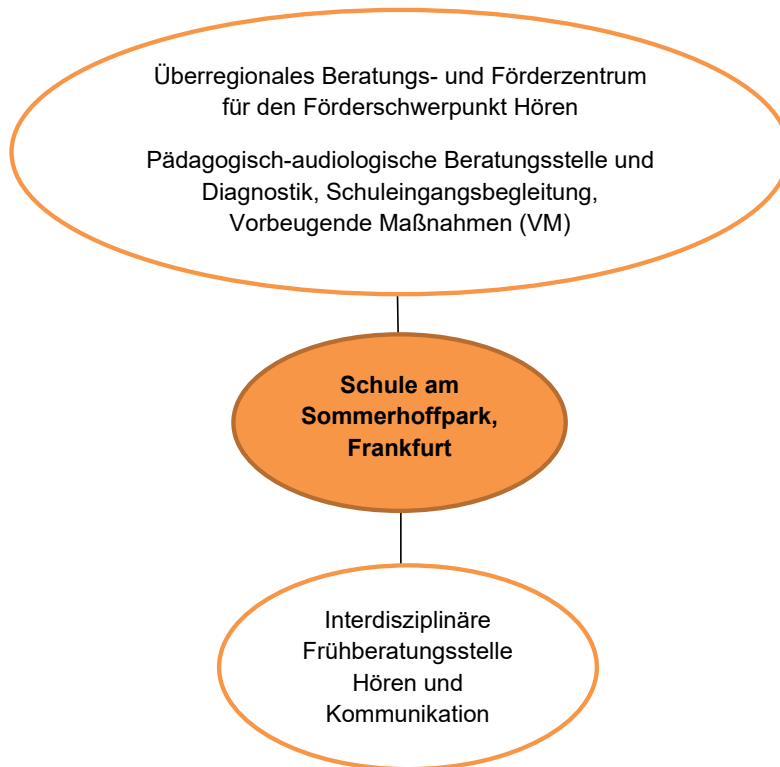 Überregionales Beratungs- und Förderzentrum
für den Förderschwerpunkt Hören
Pädagogisch-audiologische Beratungsstelle und
Diagnostik, Schuleingangsbegleitung,
Vorbeugende Maßnahmen (VM)
Schule am
Sommerhoffpark,
Frankfurt
Interdisziplinäre
Frühberatungsstelle
Hören und
Kommunikation